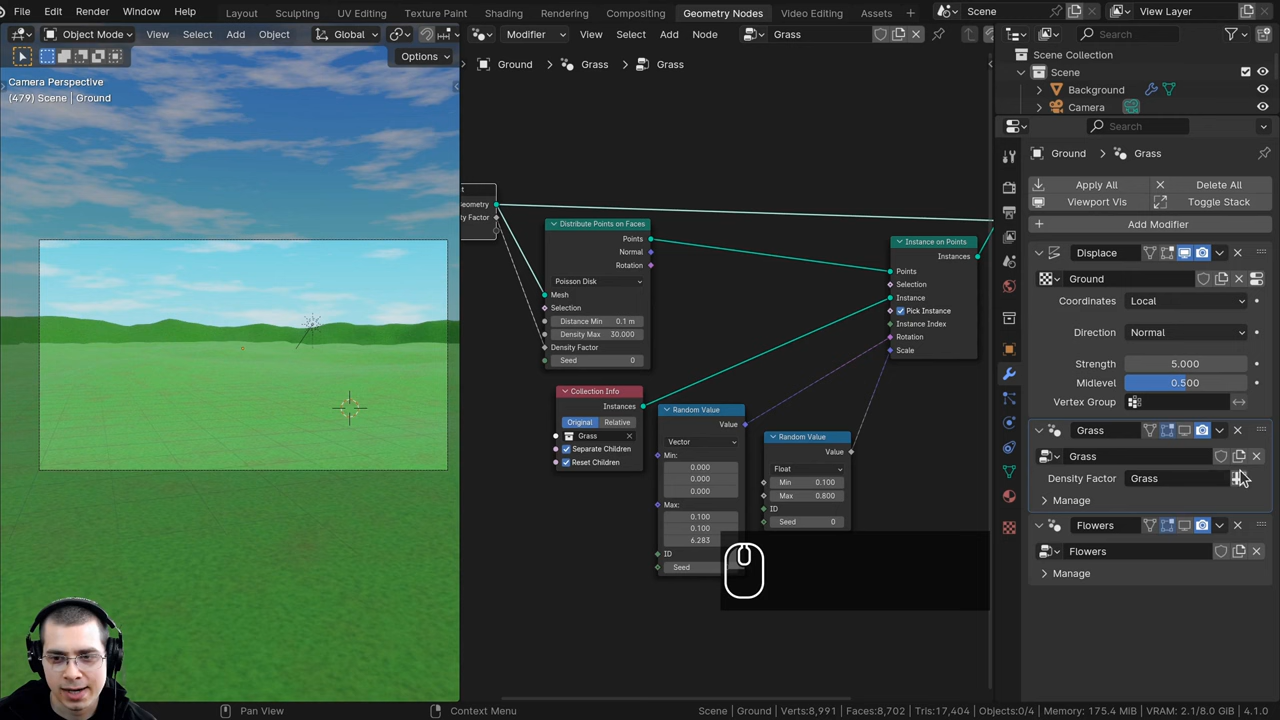 File Edit Render Window Help Layout Sculpting UV Editing Texture Paint Shading Rendering Compositing Geometry Nodes Video Editing Assets Scene View Layer
Object Mode View Select Add Object Global Modifier View Select Add Node Grass Search
Options
Ground Grass Grass
Scene Collection
Scene
Background
Camera
Camera Perspective
(479) Scene | Ground
Search
Ground Grass
Apply All Delete All
Viewport Vis Toggle Stack
Add Modifier
Displace
Ground
Coordinates Local
Direction Normal
Strength 5.000
Midlevel 0.500
Vertex Group
Grass
Grass
Density Factor Grass
Manage
Flowers
Flowers
Manage
Distribute Points on Faces
Points
Normal
Rotation
Poisson Disk
Mesh
Selection
Distance Min 0.1 m
Density Max 30.000
Density Factor
Seed 0
Instance on Points
Instances
Points
Selection
Instance
Pick Instance
Instance Index
Rotation
Scale
Collection Info
Instances
Original Relative
Grass
Separate Children
Reset Children
Random Value
Value
Vector
Min:
0.000
0.000
0.000
Max:
0.100
0.100
6.283
ID
Seed
Random Value
Value
Float
Min 0.100
Max 0.800
ID
Seed 0
Pan View Context Menu Scene | Ground | Verts:8,991 | Faces:8,702 | Tris:17,404 | Objects:0/4 | Memory: 175.4 MiB | VRAM: 2.1/8.0 GiB | 4.1.0